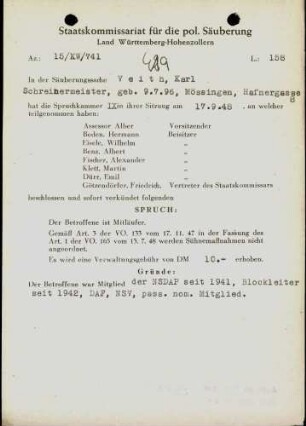 Staatskommissariat für die pol. Säuberung
Land Württemberg-Hohenzollern
Az: 15/KW/V41
L: 158
489
In der Säuberungssache Veith, Karl
Schreinermeister, geb. 9.7.96, Mössingen, Hafnergasse 8
hat die Spruchkammer IX in ihrer Sitzung am 17.9.48, an welcher
teilgenommen haben:
Assessor Alber Vorsitzender
Beden, Hermann Beisitzer
Eisele, Wilhelm „
Benz, Albert „
Fischer, Alexander „
Klett, Martin „
Dürr, Emil „
Götzendörfer, Friedrich, Vertreter des Staatskommissars
beschlossen und sofort verkündet folgenden
SPRUCH:
Der Betroffene ist Mitläufer.
Gemäß Art. 3 der VO. 133 vom 17. 11. 47 in der Fassung des
Art. 1 der VO. 165 vom 13. 7. 48 werden Sühnemaßnahmen nicht
angeordnet.
Es wird eine Verwaltungsgebühr von DM 10.- erhoben.
Gründe:
Der Betroffene war Mitglied der NSDAP seit 1941, Blockleiter
seit 1942, DAF, NSV, pass. nom. Mitglied.